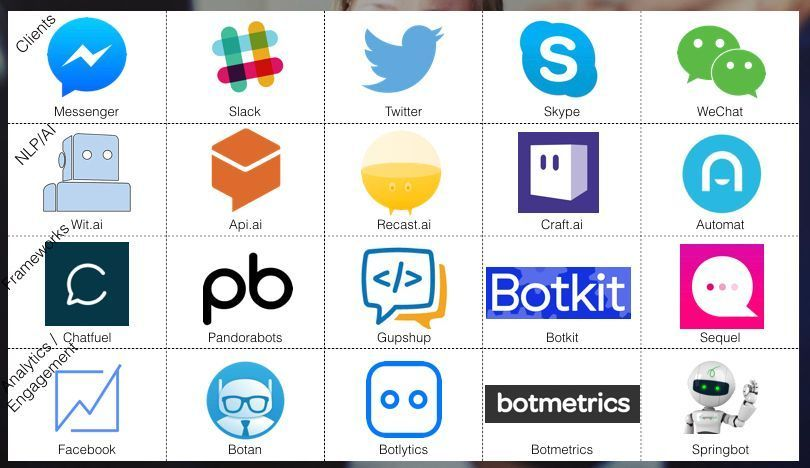 Clients
Messenger
Slack
Twitter
Skype
WeChat
NLP/AI
Wit.ai
Api.ai
Recast.ai
Craft.ai
Automat
Frameworks
pb
</>
Botkit
Chatfuel
Pandorabots
Gupshup
Botkit
Sequel
Analytics /
Engagement
botmetrics
Facebook
Botan
Botlytics
Botmetrics
Springbot